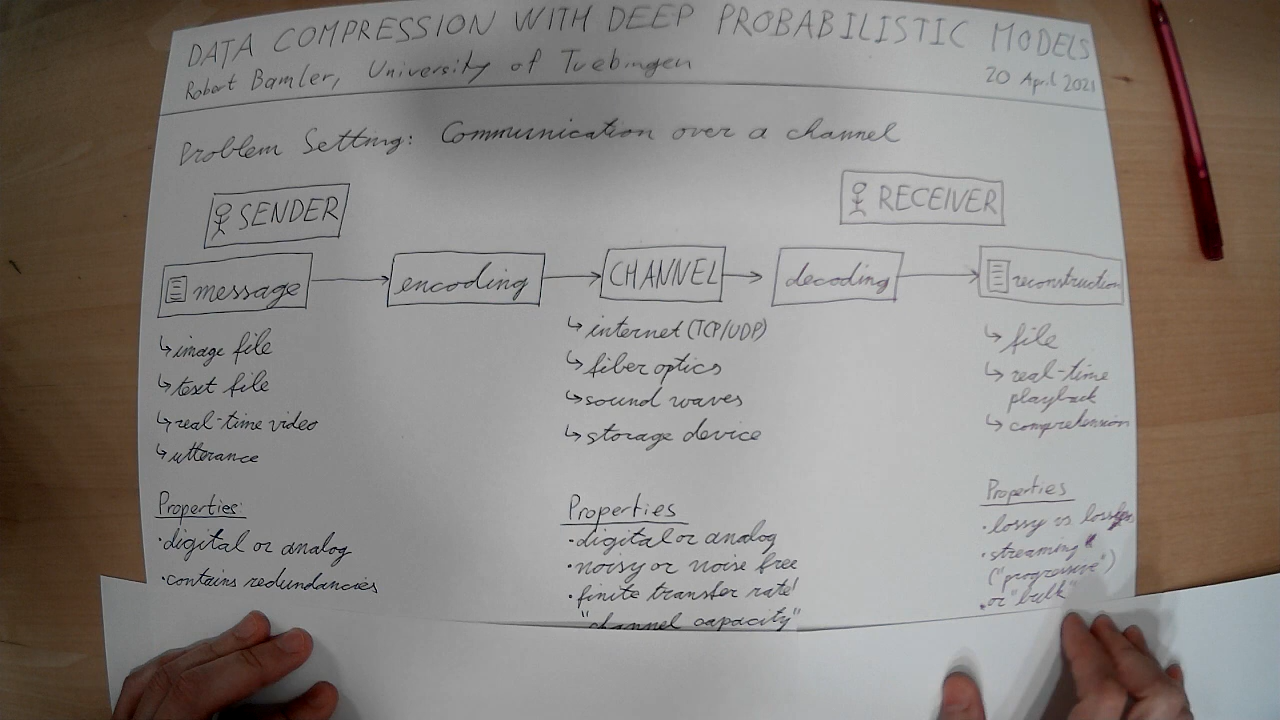 DATA COMPRESSION WITH DEEP PROBABILISTIC MODELS
Robert Bamler, University of Tuebingen
20 April 2021
Problem Setting: Communication over a channel
SENDER
RECEIVER
message
encoding
CHANNEL
decoding
reconstruction
↳image file
↳text file
↳real-time video
↳utterance
Properties:
·digital or analog
·contains redundancies
↳internet (TCP/UDP)
↳fiber optics
↳sound waves
↳storage device
Properties
·digital or analog
·noisy or noise free
·finite transfer rate
"channel capacity"
↳file
↳real-time
playback
↳comprehension
Properties
·lossy vs lossless
·streaming"
("progressive")
·or "bulk"